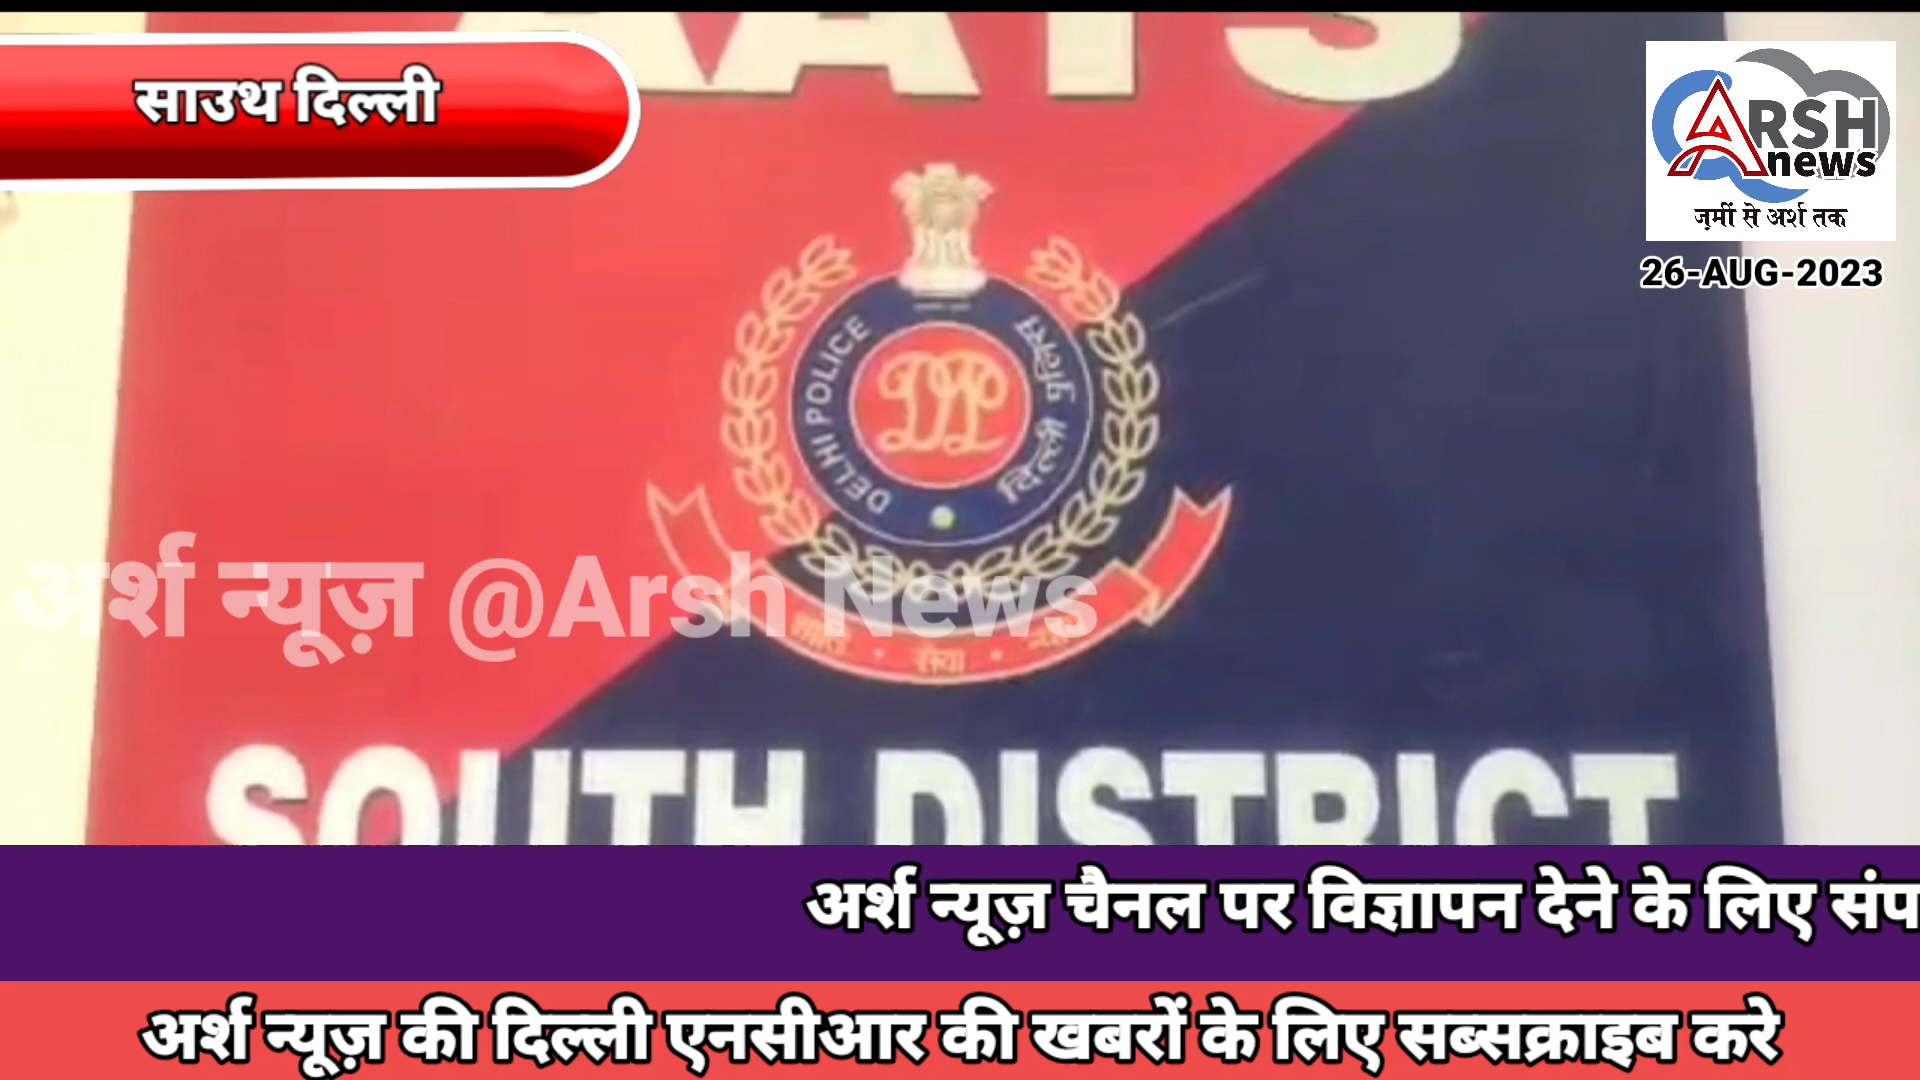 AATS
साउथ दिल्ली
ARSH
news
ज़मीं से अर्श तक
26-AUG-2023
DELHI POLICE
दिल्ली पुलिस
DP
अर्श न्यूज़ @Arsh News
सेवा
SOUTH DISTRICT
अर्श न्यूज़ चैनल पर विज्ञापन देने के लिए संप
अर्श न्यूज़ की दिल्ली एनसीआर की खबरों के लिए सब्सक्राइब करे